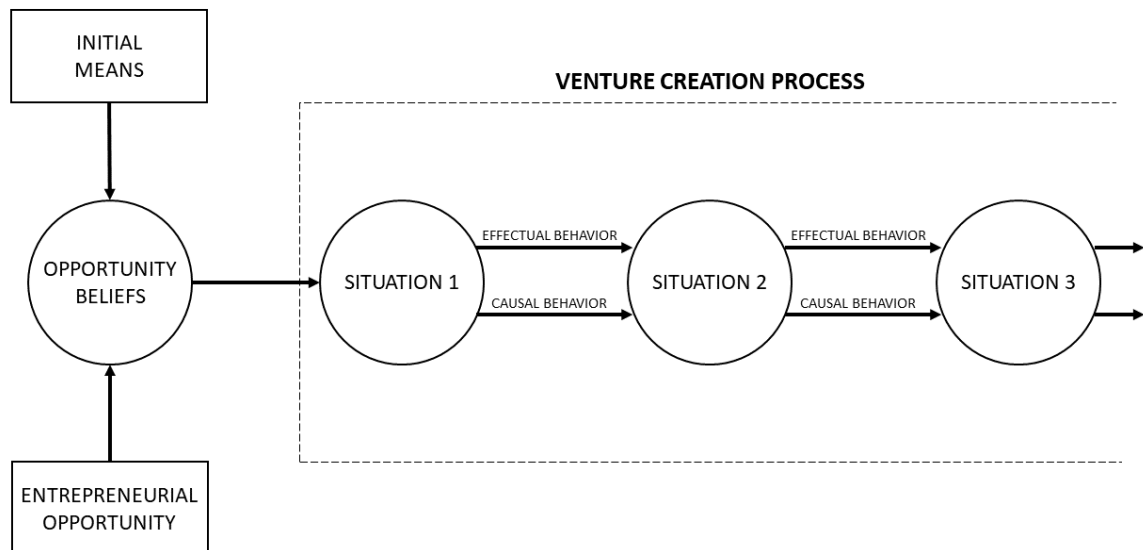 INITIAL
MEANS
VENTURE CREATION PROCESS
OPPORTUNITY
BELIEFS
SITUATION 1
EFFECTUAL BEHAVIOR
CAUSAL BEHAVIOR
SITUATION 2
EFFECTUAL BEHAVIOR
CAUSAL BEHAVIOR
SITUATION 3
ENTREPRENEURIAL
OPPORTUNITY